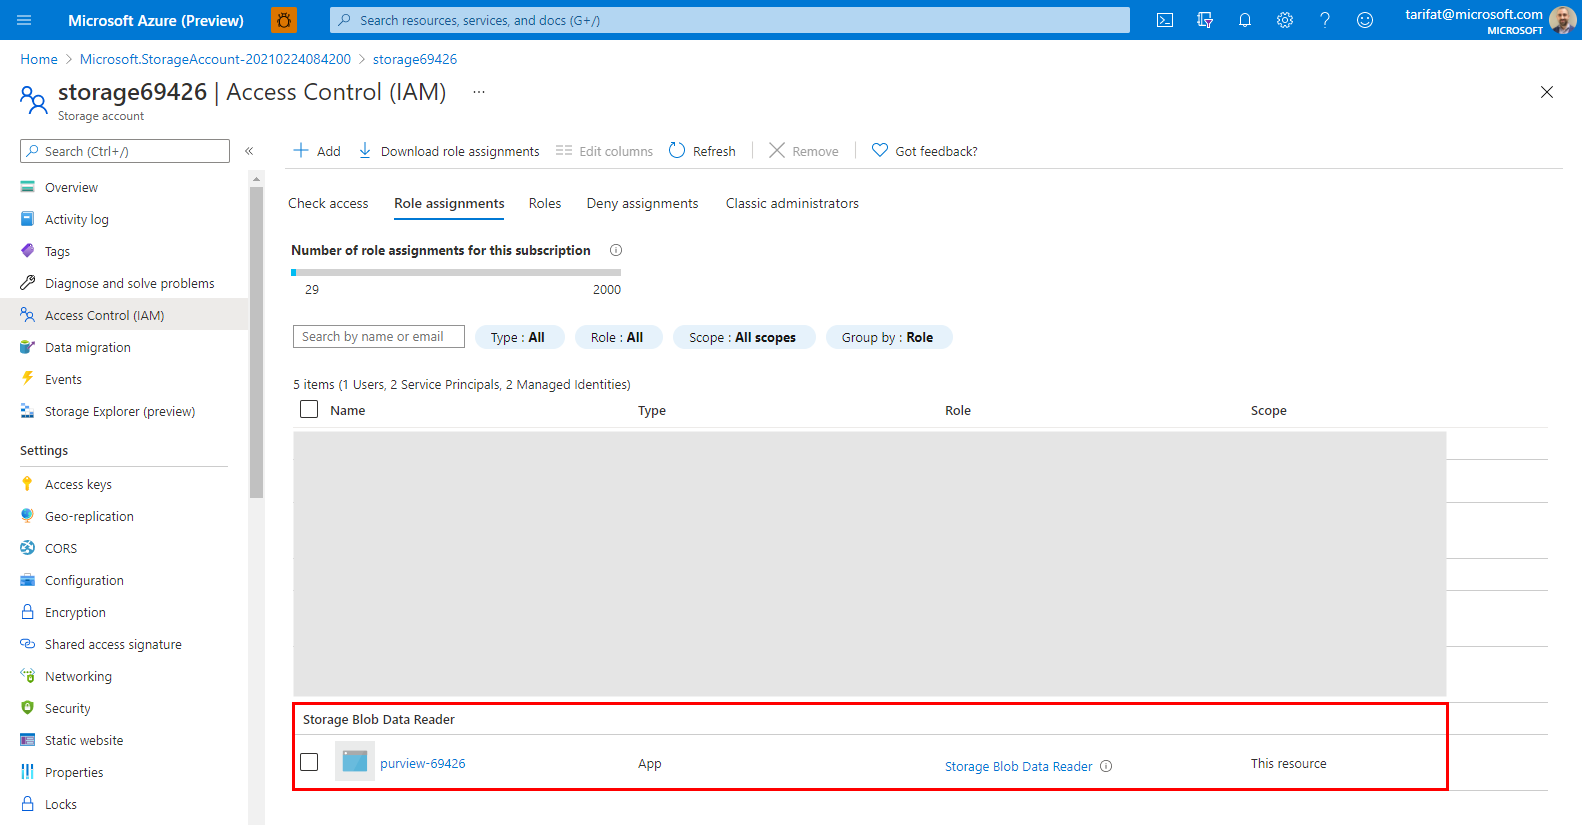 Microsoft Azure (Preview)
Search resources, services, and docs (G+/)
tarifat@microsoft.com
MICROSOFT
Home > Microsoft.StorageAccount-20210224084200 > storage69426
storage69426 | Access Control (IAM) ...
Storage account
Search (Ctrl+/)
«
Overview
Activity log
Tags
Diagnose and solve problems
Access Control (IAM)
Data migration
Events
Storage Explorer (preview)
Settings
Access keys
Geo-replication
CORS
Configuration
Encryption
Shared access signature
Networking
Security
Static website
Properties
Locks
Add Download role assignments Edit columns Refresh Remove Got feedback?
Check access Role assignments Roles Deny assignments Classic administrators
Number of role assignments for this subscription
29 2000
Search by name or email Type : All Role : All Scope : All scopes Group by : Role
5 items (1 Users, 2 Service Principals, 2 Managed Identities)
Name Type Role Scope
Storage Blob Data Reader
purview-69426 App Storage Blob Data Reader This resource